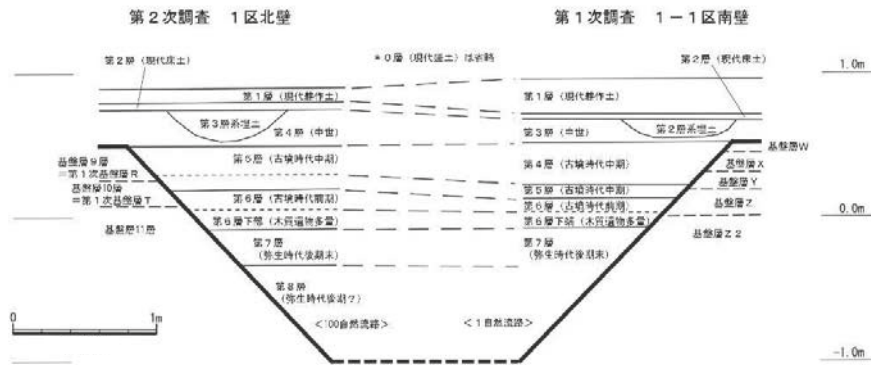 第2次調査 1区北壁
第1次調査 1－1区南壁
第2層（現代床土）
＊0層（現代盛土）は省略
第2層（現代床土）
1.0m
第1層（現代耕作土）
第1層（現代耕作土）
第3層系埋土
第4層（中世）
第3層（中世）
第2層系埋土
基盤層W
基盤層9層
＝第1次基盤層R
第5層（古墳時代中期）
第4層（古墳時代中期）
基盤層X
基盤層10層
＝第1次基盤層T
第6層（古墳時代前期）
第5層（古墳時代中期）
基盤層Y
第6層（古墳時代前期）
基盤層Z
0.0m
基盤層11層
第6層下部（木質遺物多量）
第6層下部（木質遺物多量）
基盤層Z2
第7層
（弥生時代後期末）
第7層
（弥生時代後期末）
第8層
（弥生時代後期？）
0 1m
＜100自然流路＞
＜1自然流路＞
-1.0m